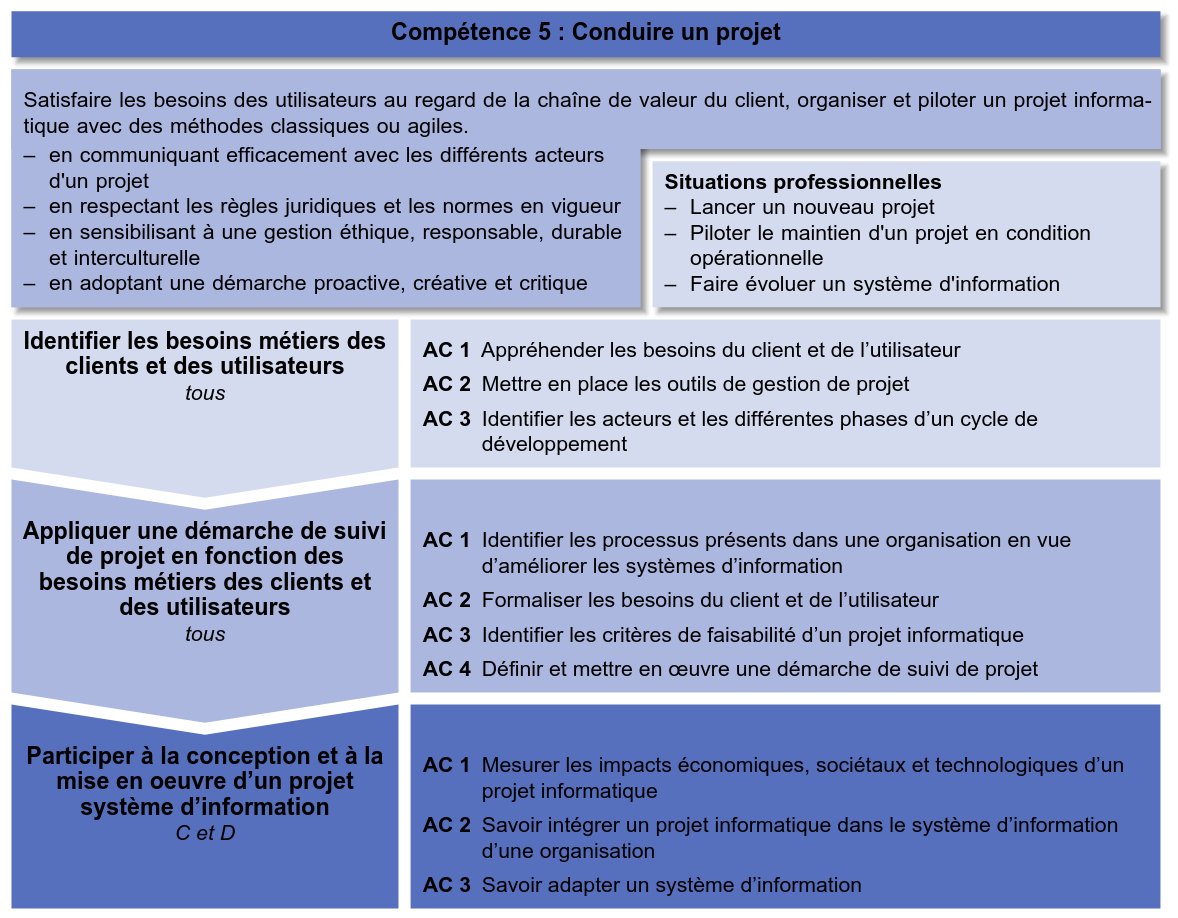 Compétence 5 : Conduire un projet
Satisfaire les besoins des utilisateurs au regard de la chaîne de valeur du client, organiser et piloter un projet informa-
tique avec des méthodes classiques ou agiles.
– en communiquant efficacement avec les différents acteurs
d'un projet
– en respectant les règles juridiques et les normes en vigueur
– en sensibilisant à une gestion éthique, responsable, durable
et interculturelle
– en adoptant une démarche proactive, créative et critique
Situations professionnelles
– Lancer un nouveau projet
– Piloter le maintien d'un projet en condition
opérationnelle
– Faire évoluer un système d'information
Identifier les besoins métiers des
clients et des utilisateurs
tous
AC 1 Appréhender les besoins du client et de l’utilisateur
AC 2 Mettre en place les outils de gestion de projet
AC 3 Identifier les acteurs et les différentes phases d’un cycle de
développement
Appliquer une démarche de suivi
de projet en fonction des
besoins métiers des clients et
des utilisateurs
tous
AC 1 Identifier les processus présents dans une organisation en vue
d’améliorer les systèmes d’information
AC 2 Formaliser les besoins du client et de l’utilisateur
AC 3 Identifier les critères de faisabilité d’un projet informatique
AC 4 Définir et mettre en œuvre une démarche de suivi de projet
Participer à la conception et à la
mise en oeuvre d’un projet
système d’information
C et D
AC 1 Mesurer les impacts économiques, sociétaux et technologiques d’un
projet informatique
AC 2 Savoir intégrer un projet informatique dans le système d’information
d’une organisation
AC 3 Savoir adapter un système d’information